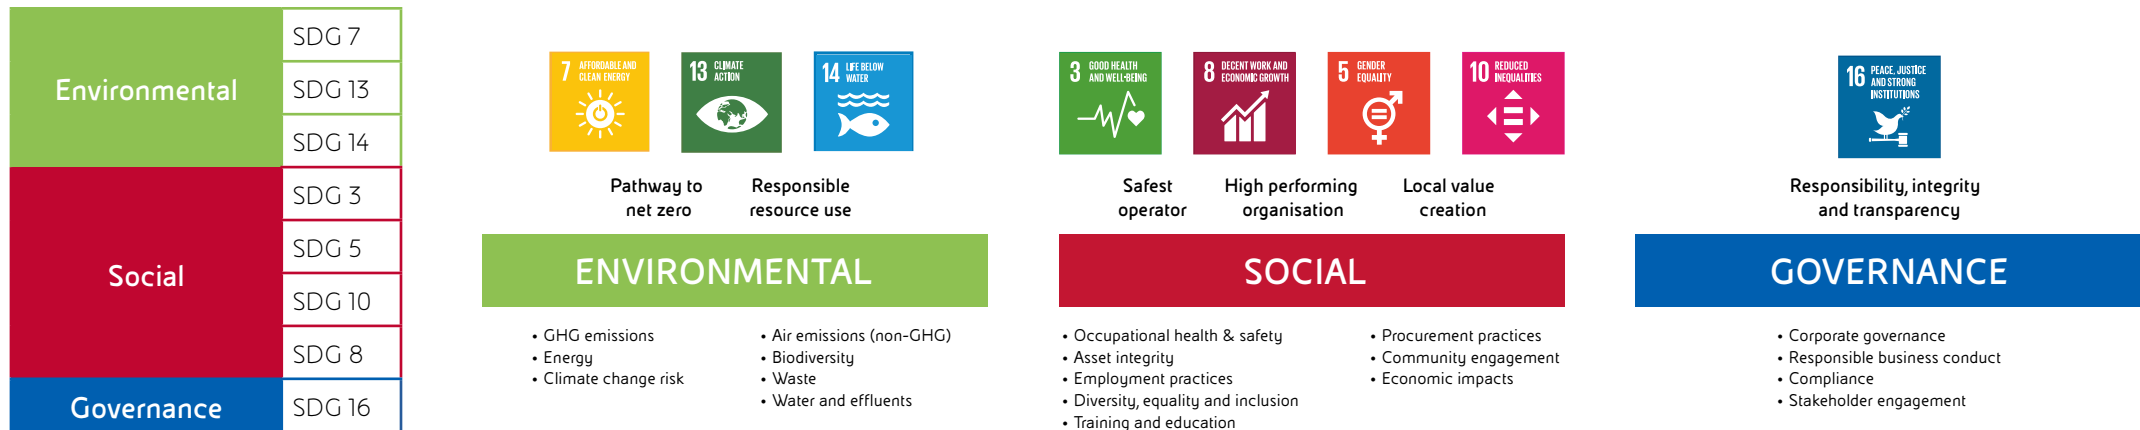 Environmental
SDG 7
SDG 13
SDG 14
Social
SDG 3
SDG 5
SDG 10
SDG 8
Governance
SDG 16
7 AFFORDABLE AND
CLEAN ENERGY
13 CLIMATE
ACTION
14 LIFE BELOW
WATER
Pathway to
net zero
Responsible
resource use
ENVIRONMENTAL
• GHG emissions
• Energy
• Climate change risk
• Air emissions (non-GHG)
• Biodiversity
• Waste
• Water and effluents
3 GOOD HEALTH
AND WELL-BEING
8 DECENT WORK AND
ECONOMIC GROWTH
5 GENDER
EQUALITY
10 REDUCED
INEQUALITIES
Safest
operator
High performing
organisation
Local value
creation
SOCIAL
• Occupational health & safety
• Asset integrity
• Employment practices
• Diversity, equality and inclusion
• Training and education
• Procurement practices
• Community engagement
• Economic impacts
16 PEACE, JUSTICE
AND STRONG
INSTITUTIONS
Responsibility, integrity
and transparency
GOVERNANCE
• Corporate governance
• Responsible business conduct
• Compliance
• Stakeholder engagement